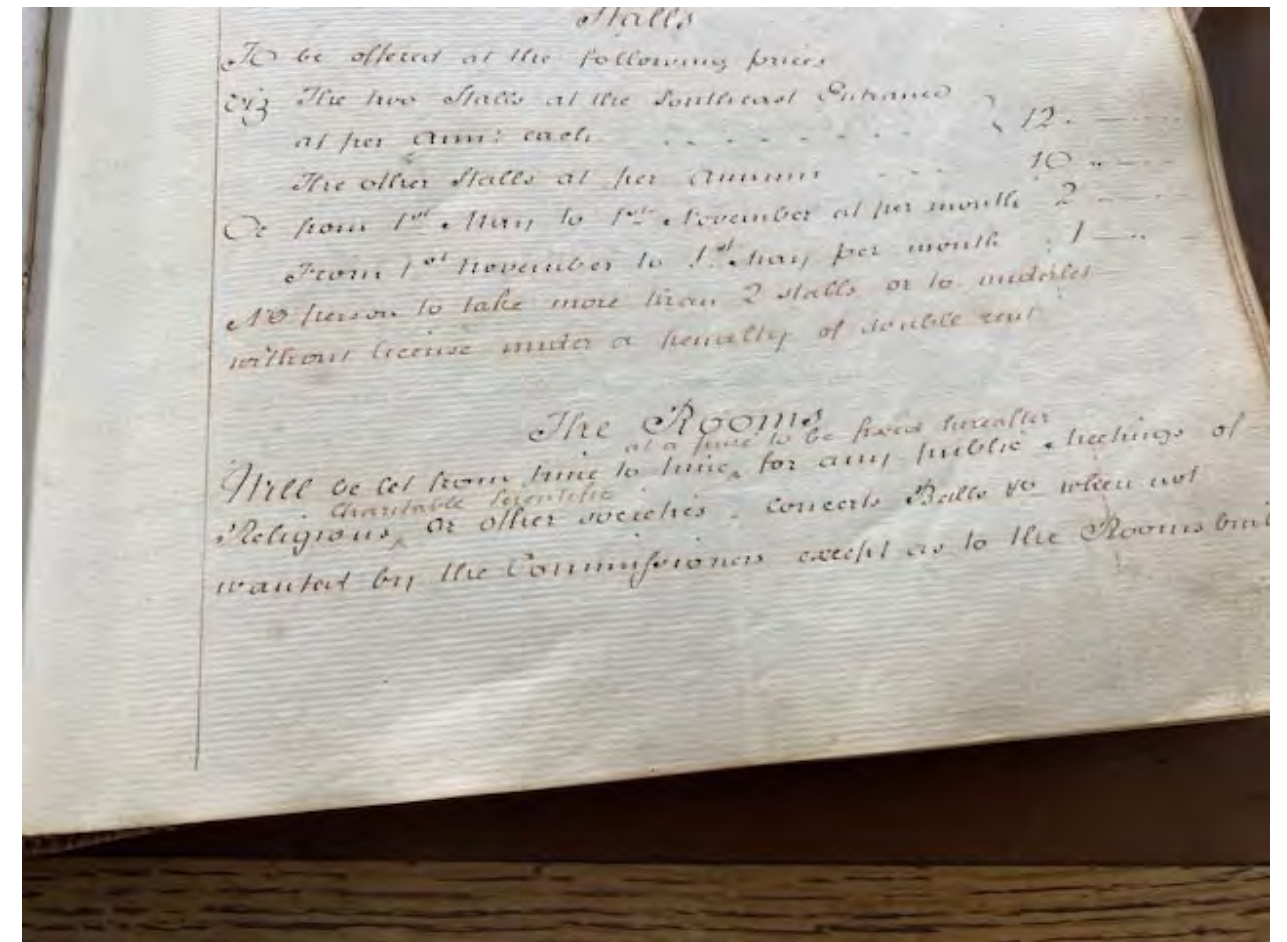 Stalls
To be offered at the following prices
viz The two Stalls at the Southeast Entrance
at per Ann: each - - - - - - - } 12. - -
The other Stalls at per Annum - - - 10 " - -
Or from 1st May to 1st November at per month 2 - -
From 1st November to 1st May per month . 1 - -
No person to take more than 2 stalls or to underlet
without license under a penalty of double rent
The Rooms
at a price to be fixed hereafter
Will be let from time to time ^ for any public Meetings of
Charitable Scientific
Religious ^ or other societies - Concerts Balls &c when not
wanted by the Commissioners except as to the Rooms